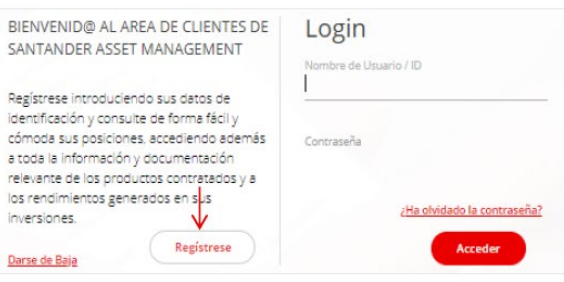 BIENVENID@ AL AREA DE CLIENTES DE
SANTANDER ASSET MANAGEMENT
Regístrese introduciendo sus datos de
identificación y consulte de forma fácil y
cómoda sus posiciones, accediendo además
a toda la información y documentación
relevante de los productos contratados y a
los rendimientos generados en sus
inversiones.
Regístrese
Darse de Baja
Login
Nombre de Usuario / ID
Contraseña
¿Ha olvidado la contraseña?
Acceder